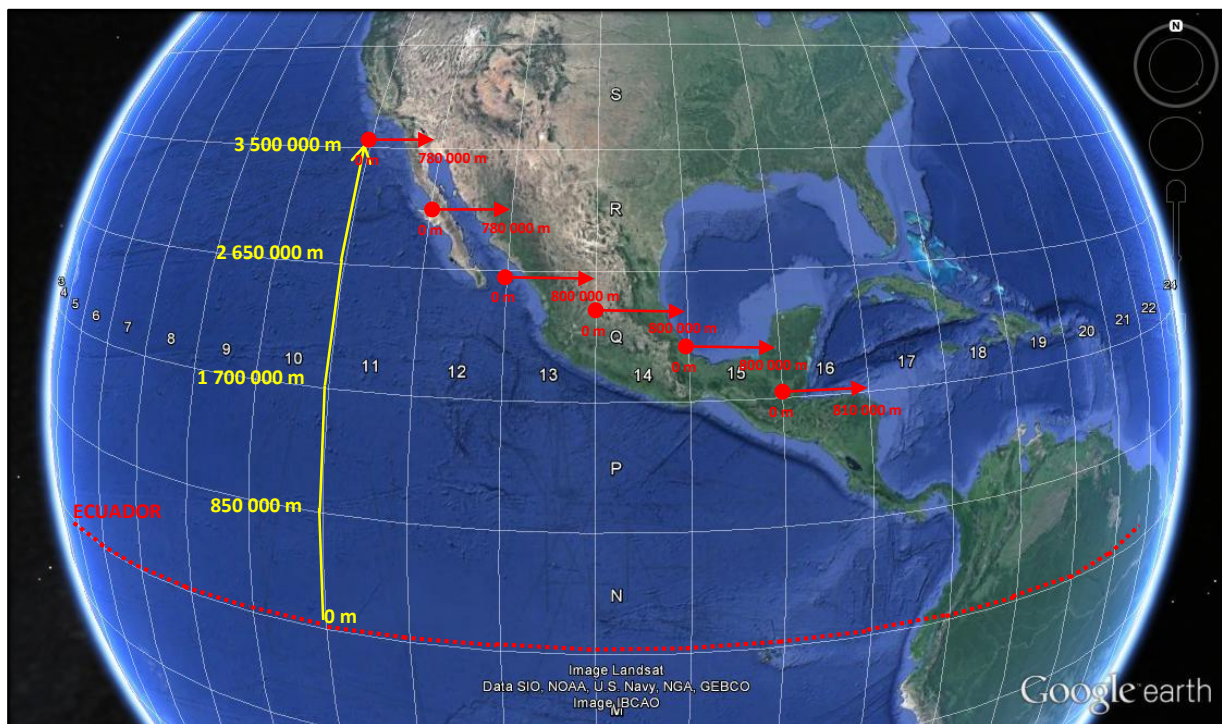 N
S
3 500 000 m
0 m
780 000 m
R
0 m
780 000 m
2 650 000 m
0 m
800 000 m
3
4
5
6
7
8
9
10
11
12
13
14
15
16
17
18
19
20
21
22
24
0 m
800 000 m
Q
0 m
800 000 m
1 700 000 m
0 m
810 000 m
P
850 000 m
ECUADOR
N
0 m
Image Landsat
Data SIO, NOAA, U.S. Navy, NGA, GEBCO
Image IBCAO
M
Google earth